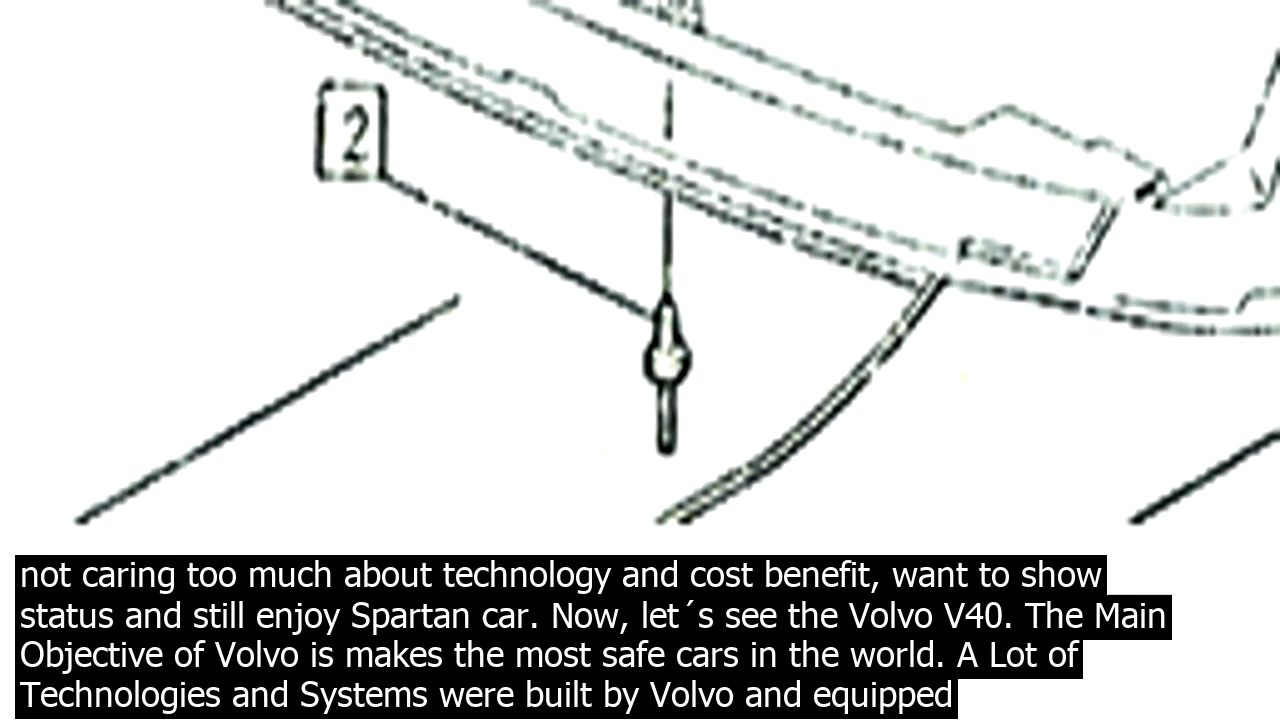 2
not caring too much about technology and cost benefit, want to show
status and still enjoy Spartan car. Now, let´s see the Volvo V40. The Main
Objective of Volvo is makes the most safe cars in the world. A Lot of
Technologies and Systems were built by Volvo and equipped